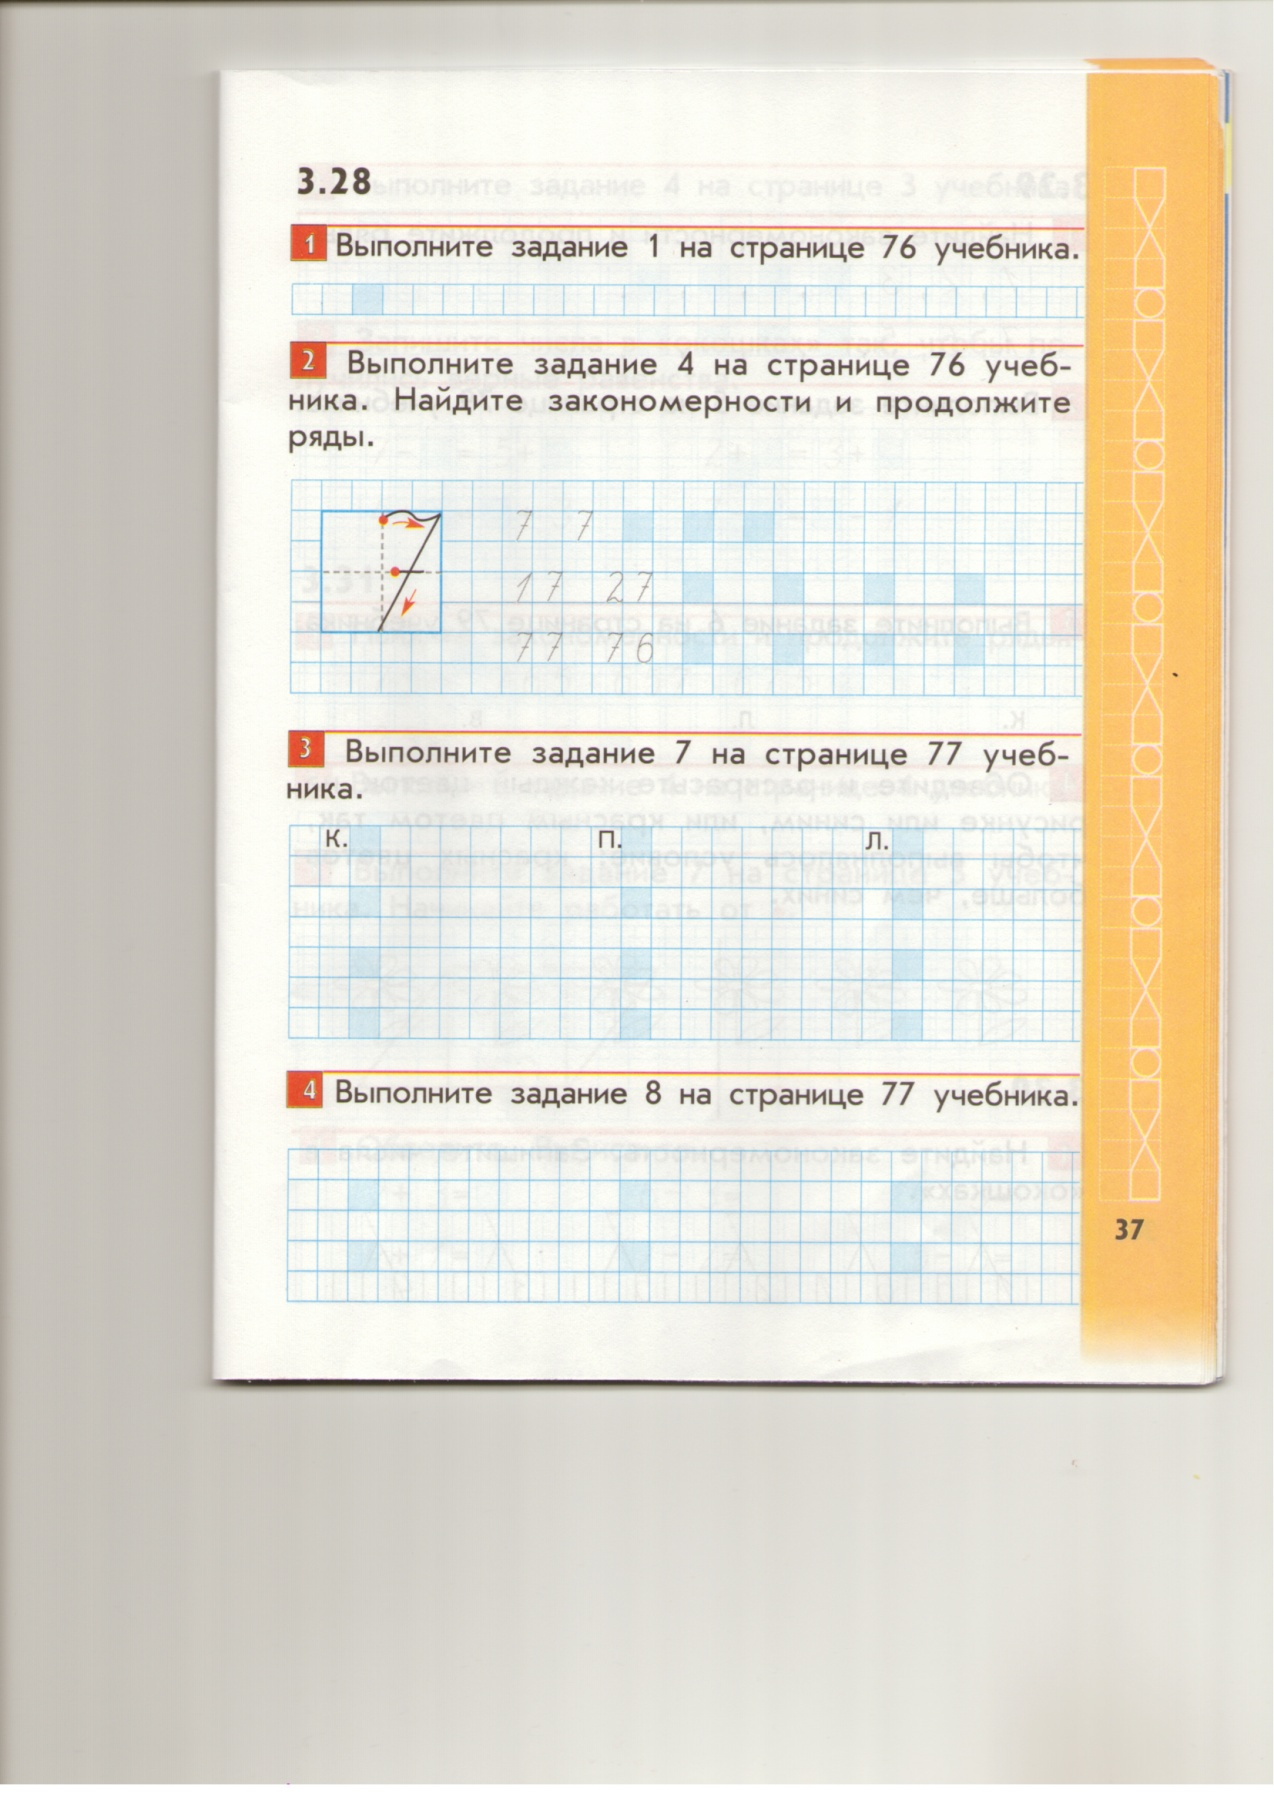 3.28
1 Выполните задание 1 на странице 76 учебника.
2 Выполните задание 4 на странице 76 учеб-
ника. Найдите закономерности и продолжите
ряды.
7 7
17 27
77 76
3 Выполните задание 7 на странице 77 учеб-
ника.
К. П. Л.
4 Выполните задание 8 на странице 77 учебника.
37